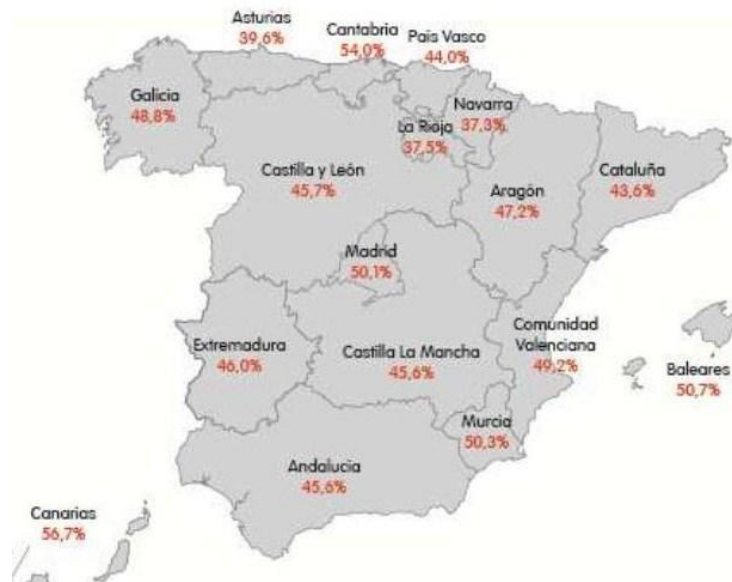 Asturias
39,6%
Cantabria
54,0%
Pais Vasco
44,0%
Galicia
48,8%
Navarra
37,3%
La Rioja
37,5%
Castilla y León
45,7%
Aragón
47,2%
Cataluña
43,6%
Madrid
50,1%
Extremadura
46,0%
Castilla La Mancha
45,6%
Comunidad
Valenciana
49,2%
Baleares
50,7%
Murcia
50,3%
Andalucia
45,6%
Canarias
56,7%